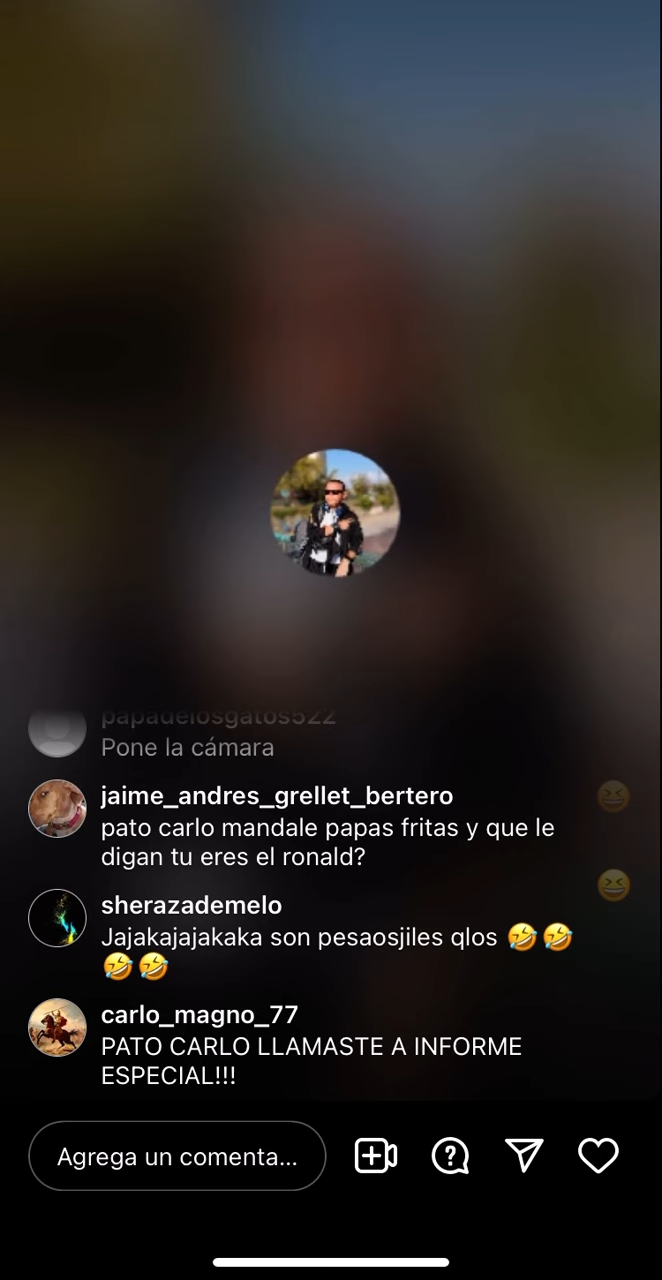 papadelosgatos522
Pone la cámara
jaime_andres_grellet_bertero
pato carlo mandale papas fritas y que le
digan tu eres el ronald?
sherazademelo
Jajakajajakaka son pesaosjiles qlos 🤣🤣
🤣🤣
carlo_magno_77
PATO CARLO LLAMASTE A INFORME
ESPECIAL!!!
Agrega un comenta...